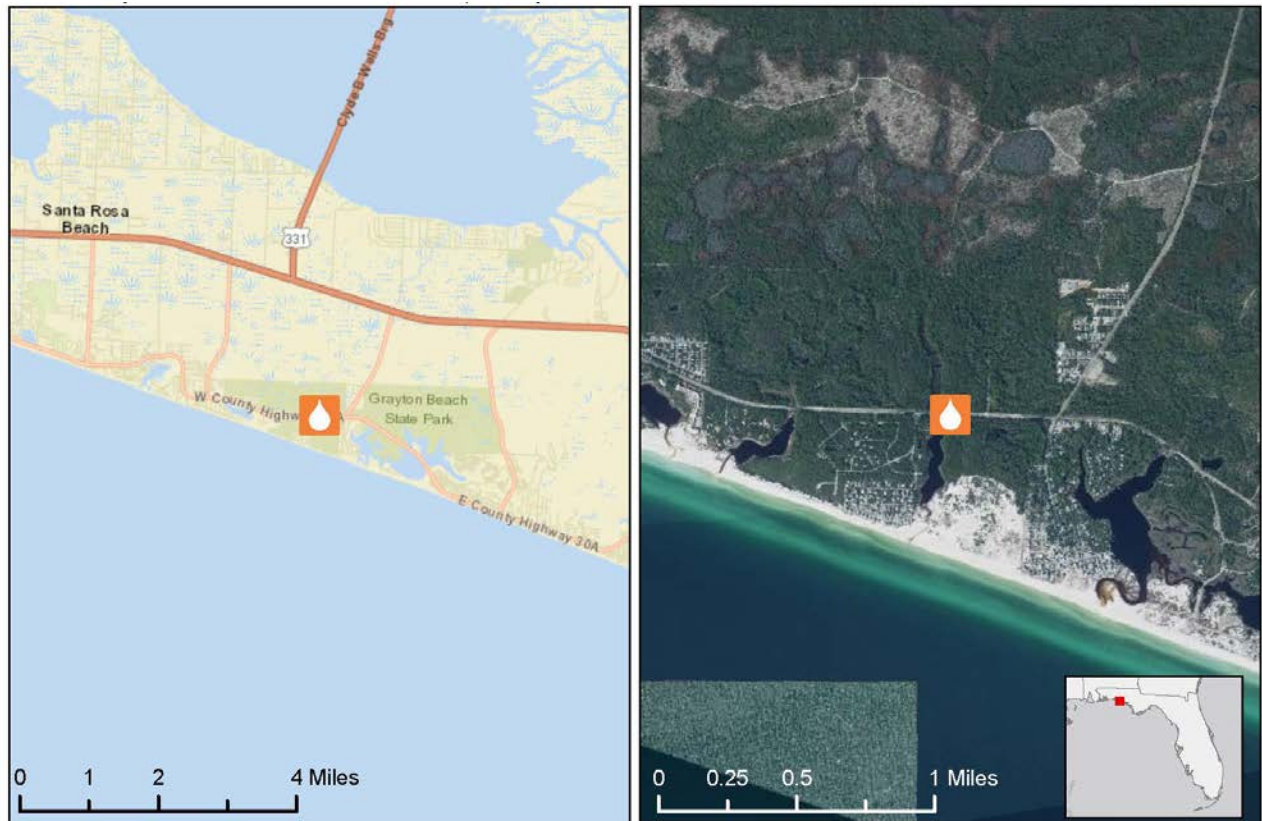 Clyde B Wells Brg
Santa Rosa
Beach
331
W County Highway
Grayton Beach
State Park
E County Highway 30A
0 1 2 4 Miles
0 0.25 0.5 1 Miles